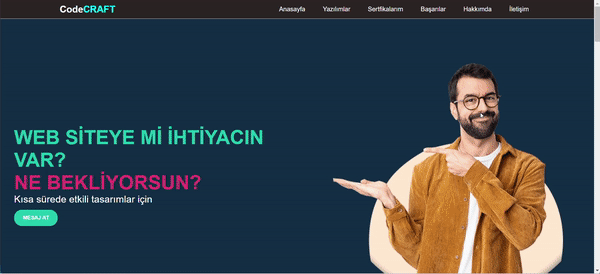 CodeCRAFT
Anasayfa Yazılımlar Sertfikalarım Başarılar Hakkımda İletişim
WEB SİTEYE Mİ İHTİYACIN
VAR?
NE BEKLİYORSUN?
Kısa sürede etkili tasarımlar için
MESAJ AT